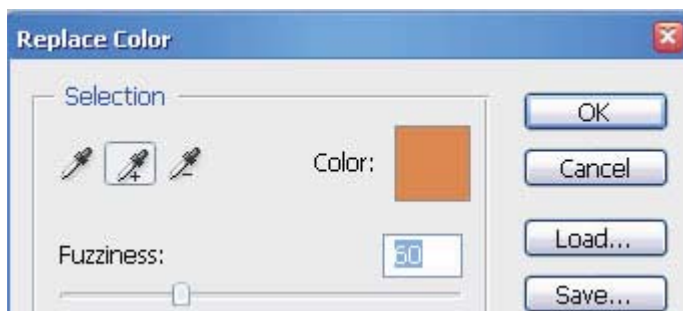 Replace Color
Selection
OK
Color:
Cancel
Fuzziness:
60
Load...
Save...